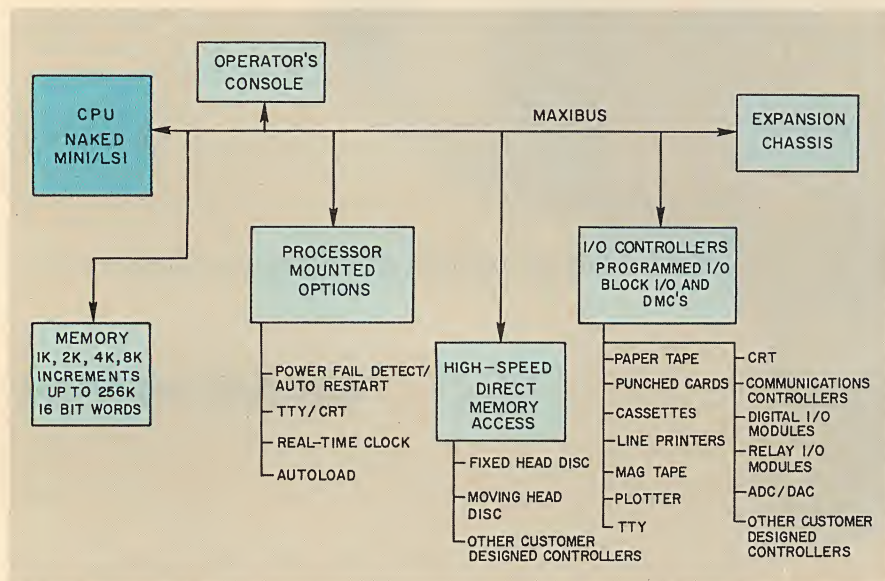 OPERATOR'S
CONSOLE
CPU
NAKED
MINI/LSI
MAXIBUS
EXPANSION
CHASSIS
PROCESSOR
MOUNTED
OPTIONS
I/O CONTROLLERS
PROGRAMMED I/O
BLOCK I/O AND
DMC'S
MEMORY
1K, 2K, 4K, 8K
INCREMENTS
UP TO 256K
16 BIT WORDS
POWER FAIL DETECT/
AUTO RESTART
TTY/CRT
REAL-TIME CLOCK
AUTOLOAD
HIGH-SPEED
DIRECT
MEMORY
ACCESS
FIXED HEAD DISC
MOVING HEAD
DISC
OTHER CUSTOMER
DESIGNED CONTROLLERS
PAPER TAPE
PUNCHED CARDS
CASSETTES
LINE PRINTERS
MAG TAPE
PLOTTER
TTY
CRT
COMMUNICATIONS
CONTROLLERS
DIGITAL I/O
MODULES
RELAY I/O
MODULES
ADC/DAC
OTHER CUSTOMER
DESIGNED
CONTROLLERS